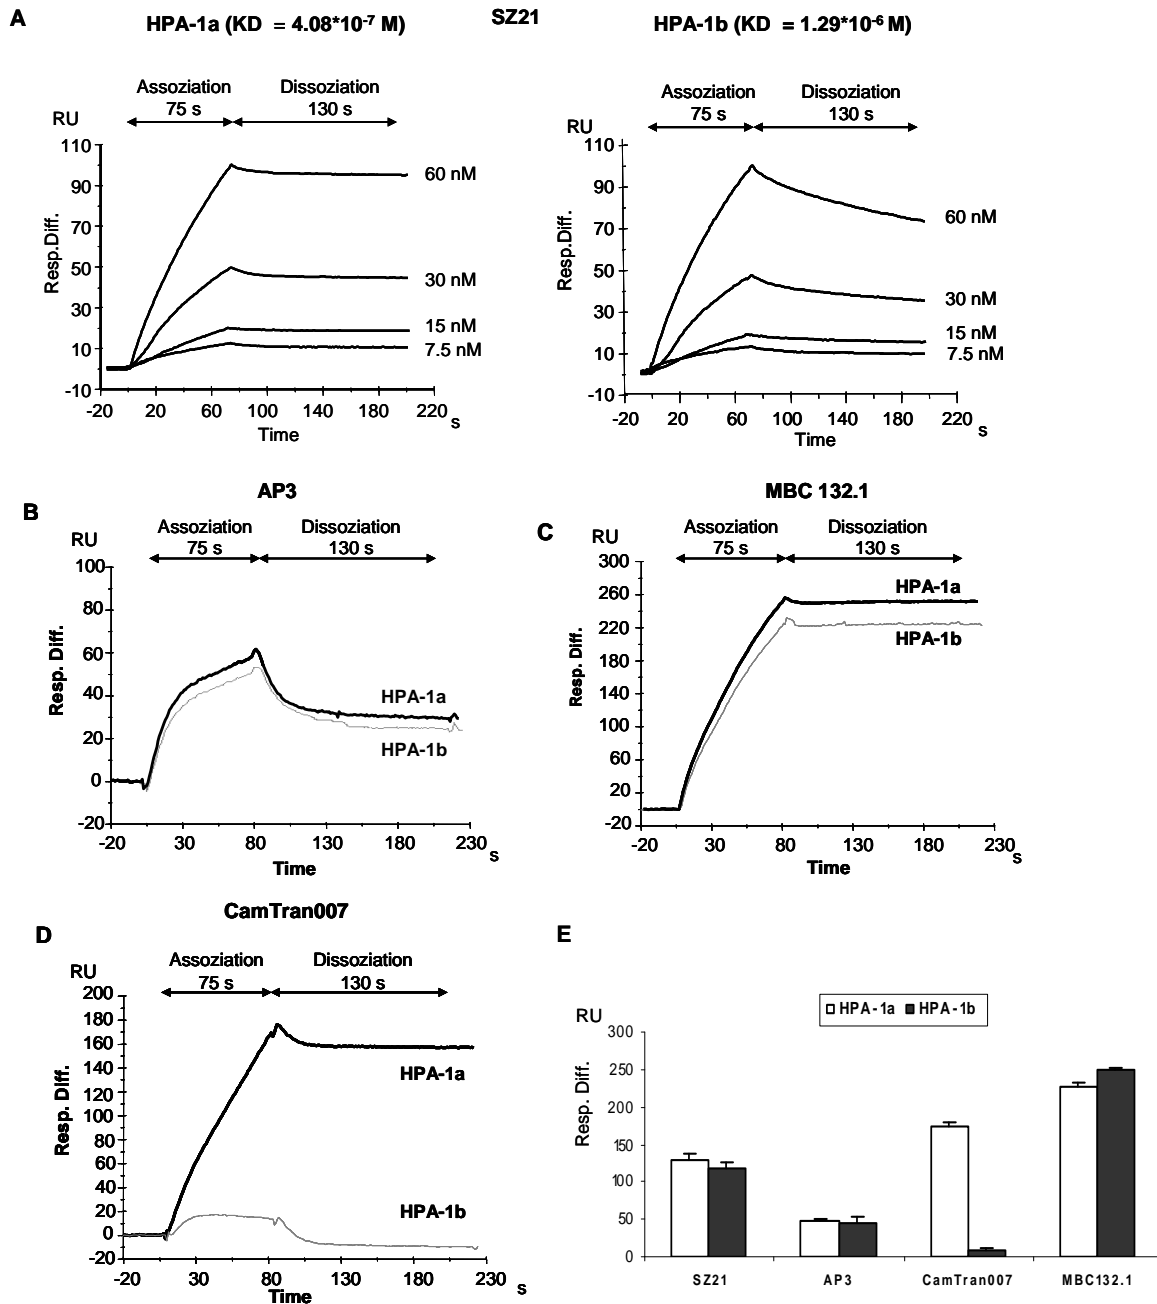 A
SZ21
HPA-1a (KD = 4.08*10-7 M)
Assoziation
75 s
Dissoziation
130 s
RU
Resp.Diff.
110
90
70
50
30
10
-10
60 nM
30 nM
15 nM
7.5 nM
-20 20 60 100 140 180 220
s
Time
HPA-1b (KD = 1.29*10-6 M)
Assoziation
75 s
Dissoziation
130 s
RU
Resp.Diff.
110
90
70
50
30
10
-10
60 nM
30 nM
15 nM
7.5 nM
-20 20 60 100 140 180 220
s
Time
B
AP3
Assoziation
75 s
Dissoziation
130 s
RU
Resp. Diff.
100
80
60
40
20
0
-20
HPA-1a
HPA-1b
-20 30 80 130 180 230
s
Time
C
MBC 132.1
Assoziation
75 s
Dissoziation
130 s
RU
Resp. Diff.
300
260
220
180
140
100
60
20
-20
HPA-1a
HPA-1b
-20 30 80 130 180 230
s
Time
D
CamTran007
Assoziation
75 s
Dissoziation
130 s
RU
Resp. Diff.
200
180
160
140
120
100
80
60
40
20
0
-20
HPA-1a
HPA-1b
-20 30 80 130 180 230
s
Time
E
HPA-1a HPA-1b
RU
Resp. Diff.
300
250
200
150
100
50
0
SZ21 AP3 CamTran007 MBC132.1